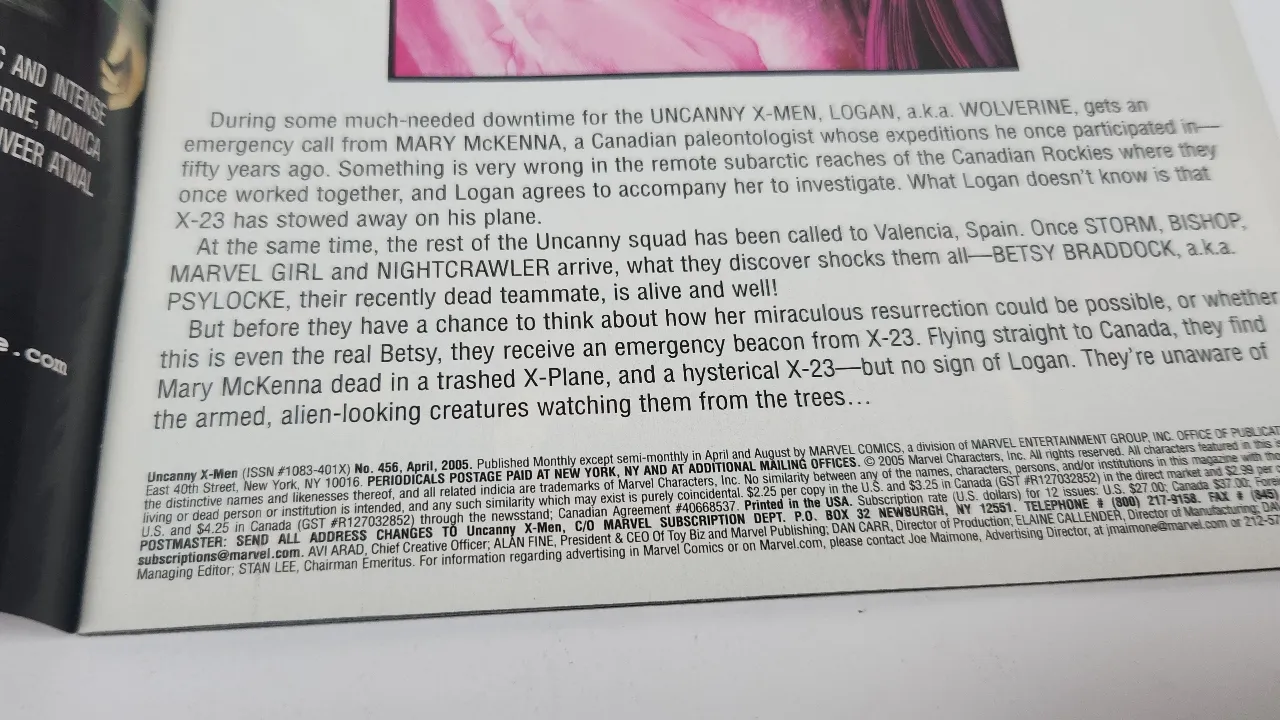 AND INTENSE
RNE, MONICA
VEER ATWAL
e.com
During some much-needed downtime for the UNCANNY X-MEN, LOGAN, a.k.a. WOLVERINE, gets an
emergency call from MARY McKENNA, a Canadian paleontologist whose expeditions he once participated in—
fifty years ago. Something is very wrong in the remote subarctic reaches of the Canadian Rockies where they
once worked together, and Logan agrees to accompany her to investigate. What Logan doesn't know is that
X-23 has stowed away on his plane.
At the same time, the rest of the Uncanny squad has been called to Valencia, Spain. Once STORM, BISHOP,
MARVEL GIRL and NIGHTCRAWLER arrive, what they discover shocks them all—BETSY BRADDOCK, a.k.a.
PSYLOCKE, their recently dead teammate, is alive and well!
But before they have a chance to think about how her miraculous resurrection could be possible, or whether
this is even the real Betsy, they receive an emergency beacon from X-23. Flying straight to Canada, they find
Mary McKenna dead in a trashed X-Plane, and a hysterical X-23—but no sign of Logan. They're unaware of
the armed, alien-looking creatures watching them from the trees...
Uncanny X-Men (ISSN #1083-401X) No. 456, April, 2005. Published Monthly except semi-monthly in April and August by MARVEL COMICS, a division of MARVEL ENTERTAINMENT GROUP, INC. OFFICE OF PUBLICAT
East 40th Street, New York, NY 10016. PERIODICALS POSTAGE PAID AT NEW YORK, NY AND AT ADDITIONAL MAILING OFFICES. © 2005 Marvel Characters, Inc. All rights reserved. All characters featured in this
the distinctive names and likenesses thereof, and all related indicia are trademarks of Marvel Characters, Inc. No similarity between any of the names, characters, persons, and/or institutions in this magazine with
living or dead person or institution is intended, and any such similarity which may exist is purely coincidental. $2.25 per copy in the U.S. and $3.25 in Canada (GST #R127032852) in the direct market and $2.99 per
U.S. and $4.25 in Canada (GST #R127032852) through the newsstand; Canadian Agreement #40668537. Printed in the USA. Subscription rate (U.S. dollars) for 12 issues: U.S. $27.00; Canada $37.00;
POSTMASTER: SEND ALL ADDRESS CHANGES TO Uncanny X-Men, C/O MARVEL SUBSCRIPTION DEPT. P.O. BOX 32 NEWBURGH, NY 12551. TELEPHONE # (800) 217-9158. FAX # (845)
subscriptions@marvel.com. AVI ARAD, Chief Creative Officer; ALAN FINE, President & CEO Of Toy Biz and Marvel Publishing; DAN CARR, Director of Production; ELAINE CALLENDER, Director of Manufacturing;
Managing Editor; STAN LEE, Chairman Emeritus. For information regarding advertising in Marvel Comics or on Marvel.com, please contact Joe Maimone, Advertising Director, at jmaimone@marvel.com or 212-